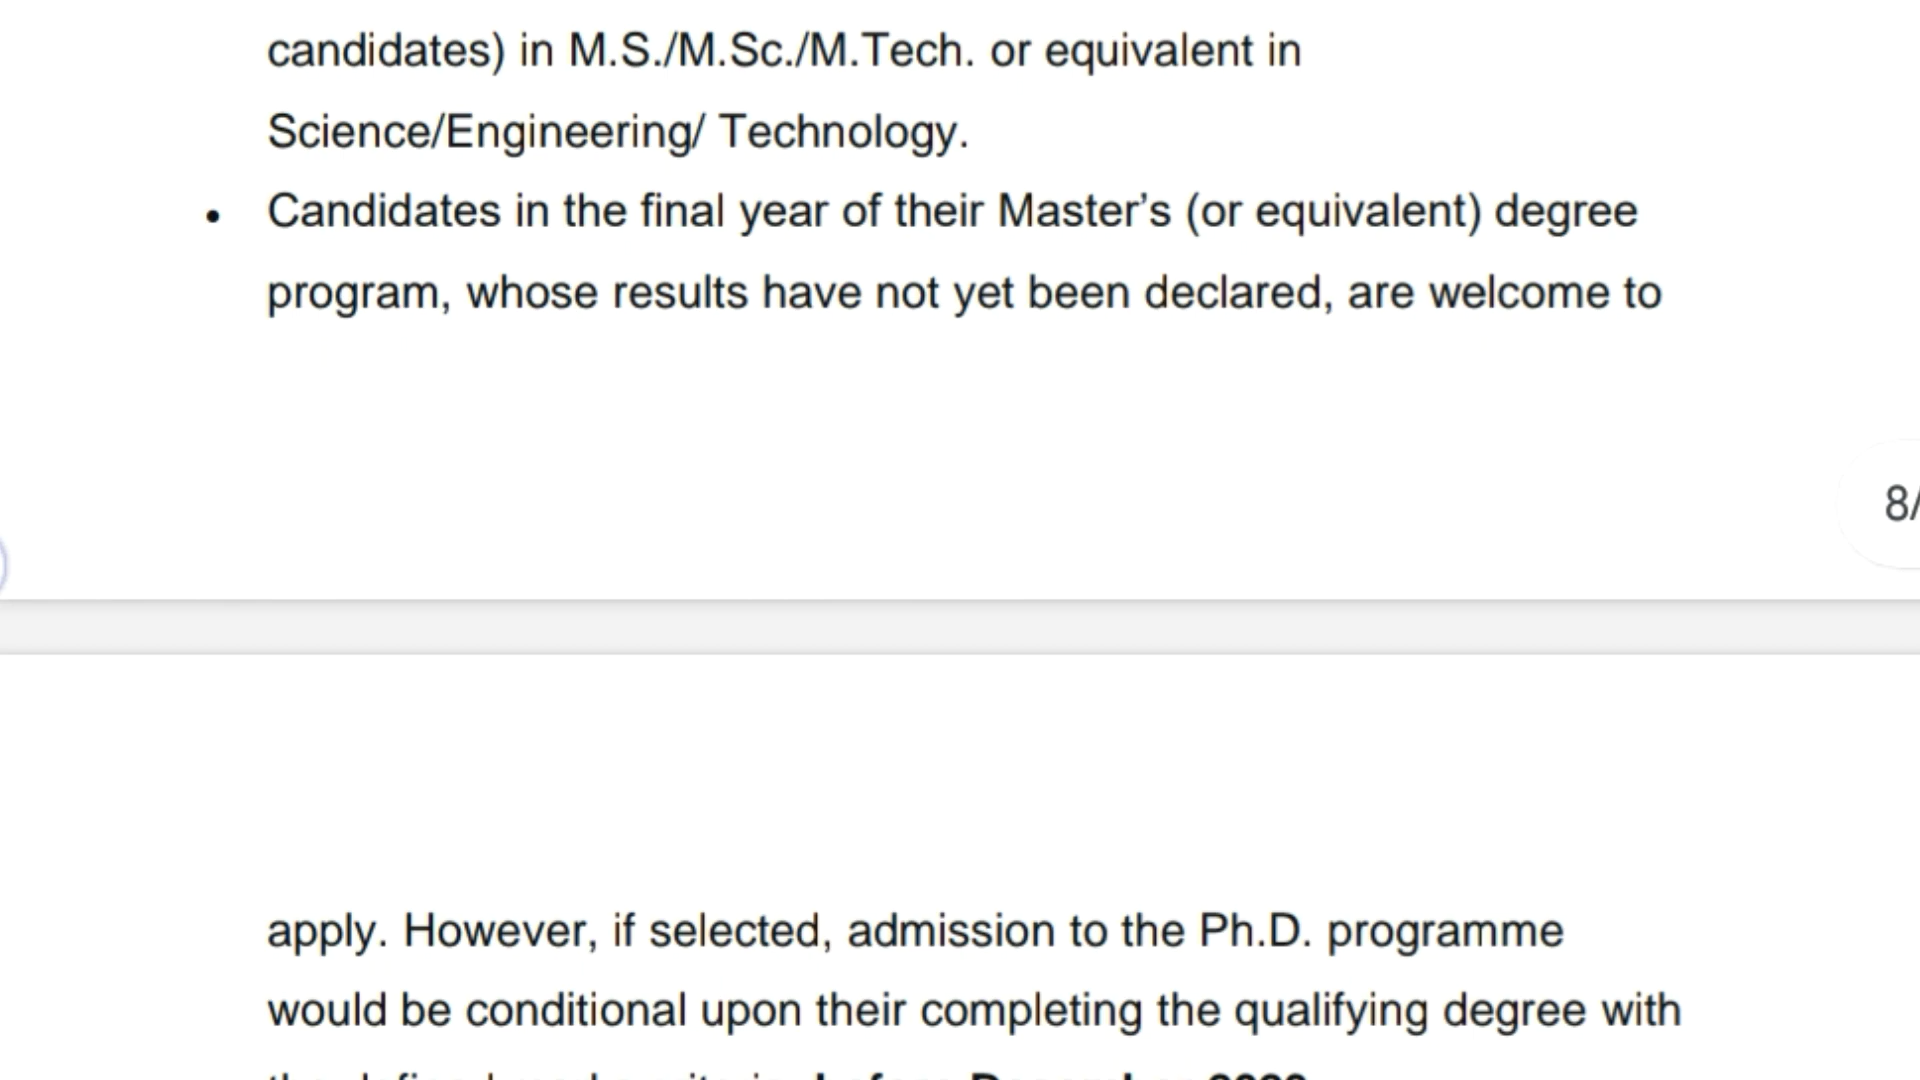 candidates) in M.S./M.Sc./M.Tech. or equivalent in
Science/Engineering/ Technology.
• Candidates in the final year of their Master’s (or equivalent) degree
program, whose results have not yet been declared, are welcome to
8/
apply. However, if selected, admission to the Ph.D. programme
would be conditional upon their completing the qualifying degree with